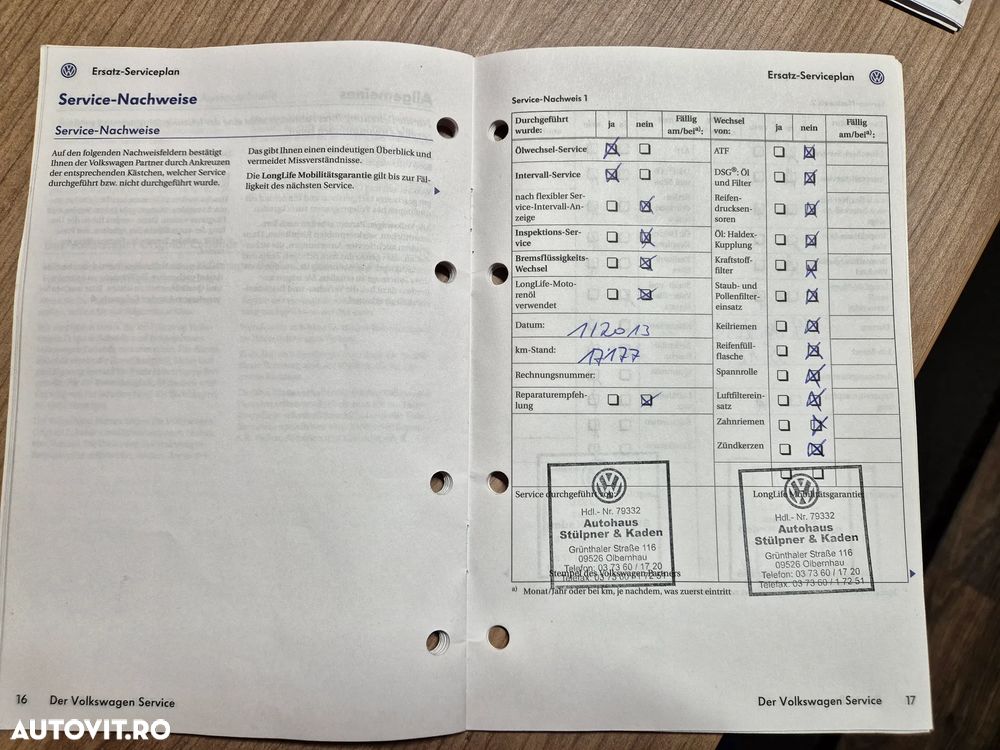 Ersatz-Serviceplan
Service-Nachweise
Service-Nachweise
Auf den folgenden Nachweisfeldern bestätigt
Ihnen der Volkswagen Partner durch Ankreuzen
der entsprechenden Kästchen, welcher Service
durchgeführt bzw. nicht durchgeführt wurde.
Das gibt Ihnen einen eindeutigen Überblick und
vermeidet Missverständnisse.
Die LongLife Mobilitätsgarantie gilt bis zur Fäl-
ligkeit des nächsten Service.
16 Der Volkswagen Service
Ersatz-Serviceplan
Service-Nachweis 1
Durchgeführt
wurde:
ja
nein
Fällig
am/bei a):
Ölwechsel-Service
Intervall-Service
nach flexibler Ser-
vice-Intervall-An-
zeige
Inspektions-Ser-
vice
Bremsflüssigkeits-
Wechsel
LongLife-Moto-
renöl
verwendet
Datum: 1/2013
km-Stand: 17177
Rechnungsnummer:
Reparaturempfeh-
lung
Wechsel
von:
ja
nein
Fällig
am/bei a):
ATF
DSG®: Öl
und Filter
Reifen-
drucksen-
soren
Öl: Haldex-
Kupplung
Kraftstoff-
filter
Staub- und
Pollenfilter-
einsatz
Keilriemen
Reifenfüll-
flasche
Spannrolle
Luftfilterein-
satz
Zahnriemen
Zündkerzen
Service durchgeführt von:
Hdl.- Nr. 79332
Autohaus
Stülpner & Kaden
Grünthaler Straße 116
09526 Olbernhau
Telefon: 03 73 60 / 17 20
Telefax: 03 73 60 / 1 72 51
Stempel des Volkswagen Partners
LongLife Mobilitätsgarantie
Hdl.- Nr. 79332
Autohaus
Stülpner & Kaden
Grünthaler Straße 116
09526 Olbernhau
Telefon: 03 73 60 / 17 20
Telefax: 03 73 60 / 1 72 51
a) Monat/Jahr oder bei km, je nachdem, was zuerst eintritt
Der Volkswagen Service 17
AUTOVIT.RO